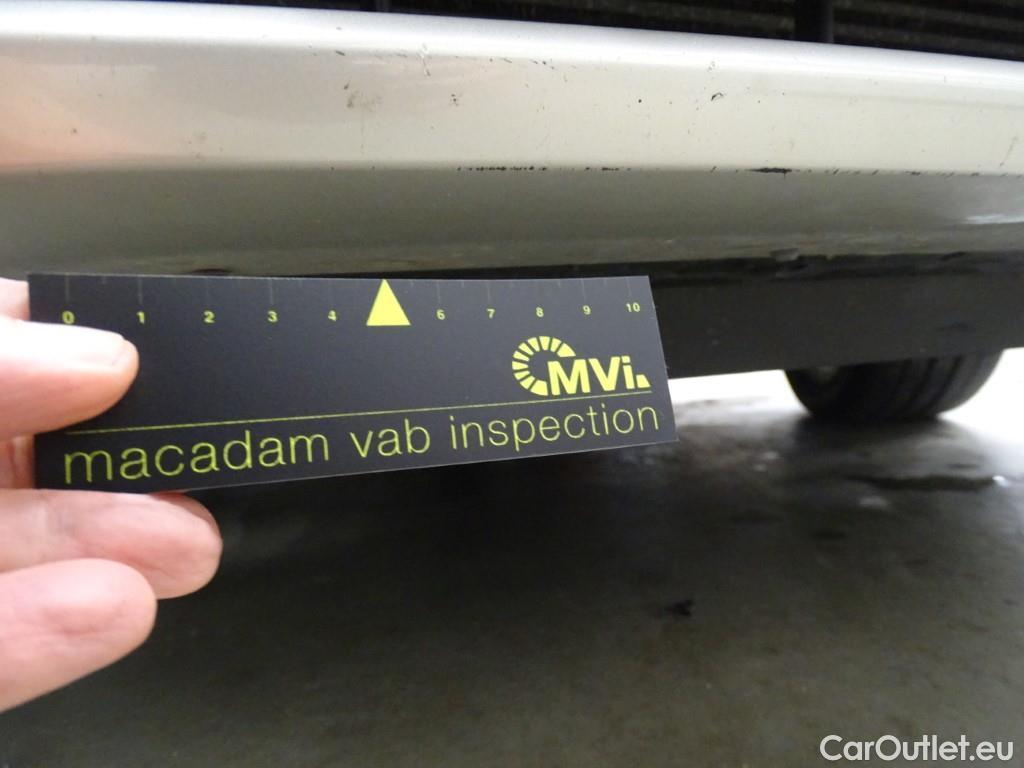 0 1 2 3 4 6 7 8 9 10
MVi.
macadam vab inspection
CarOutlet.eu